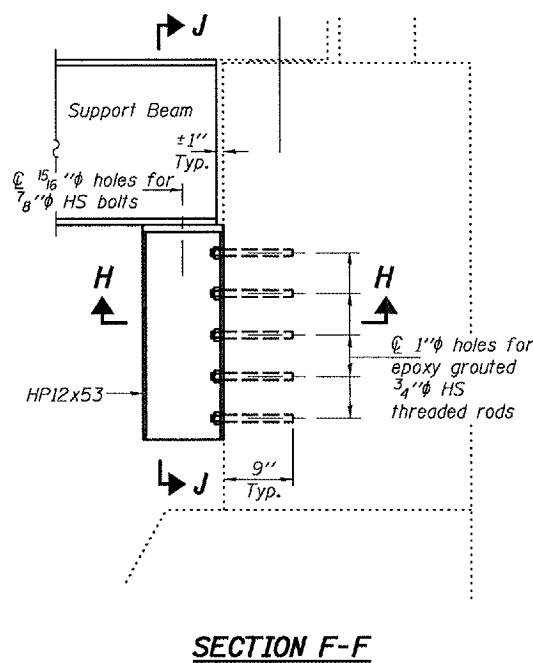 J
Support Beam
±1"
Typ.
℄ 15/16"φ holes for
7/8"φ HS bolts
H
H
℄ 1"φ holes for
epoxy grouted
3/4"φ HS
threaded rods
HP12x53
J
9"
Typ.
SECTION F-F